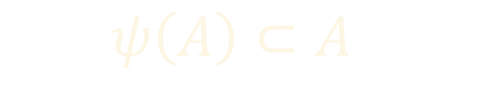 𝜓(𝐴) ⊂ 𝐴